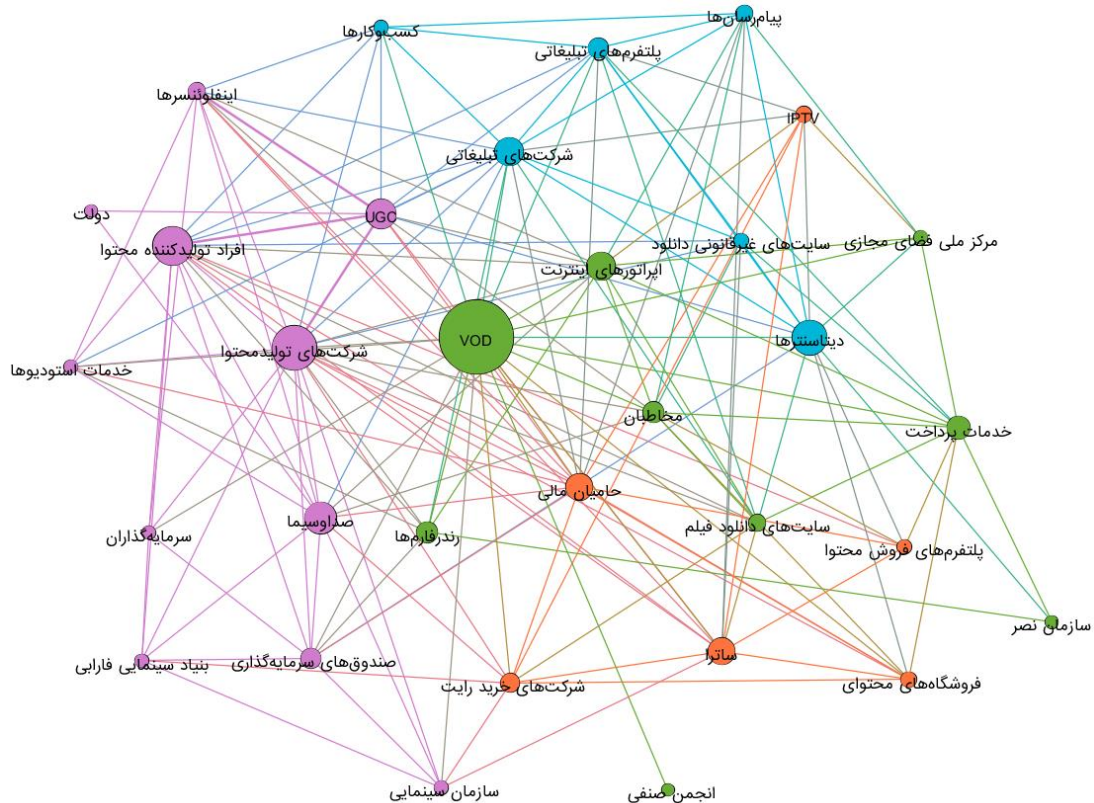 پیام‌رسان‌ها
کسب‌وکارها
پلتفرم‌های تبلیغاتی
اینفلوئنسرها
IPTV
شرکت‌های تبلیغاتی
دولت
UGC
افراد تولیدکننده محتوا
سایت‌های غیرقانونی دانلود
مرکز ملی فضای مجازی
اپراتورهای اینترنت
VOD
دیتاسنترها
شرکت‌های تولیدمحتوا
خدمات استودیوها
مخاطبان
خدمات پرداخت
حامیان مالی
صداوسیما
سایت‌های دانلود فیلم
رندرفارم‌ها
سرمایه‌گذاران
پلتفرم‌های فروش محتوا
سازمان نصر
ساترا
صندوق‌های سرمایه‌گذاری
بنیاد سینمایی فارابی
شرکت‌های خرید رایت
فروشگاه‌های محتوای
سازمان سینمایی
انجمن صنفی